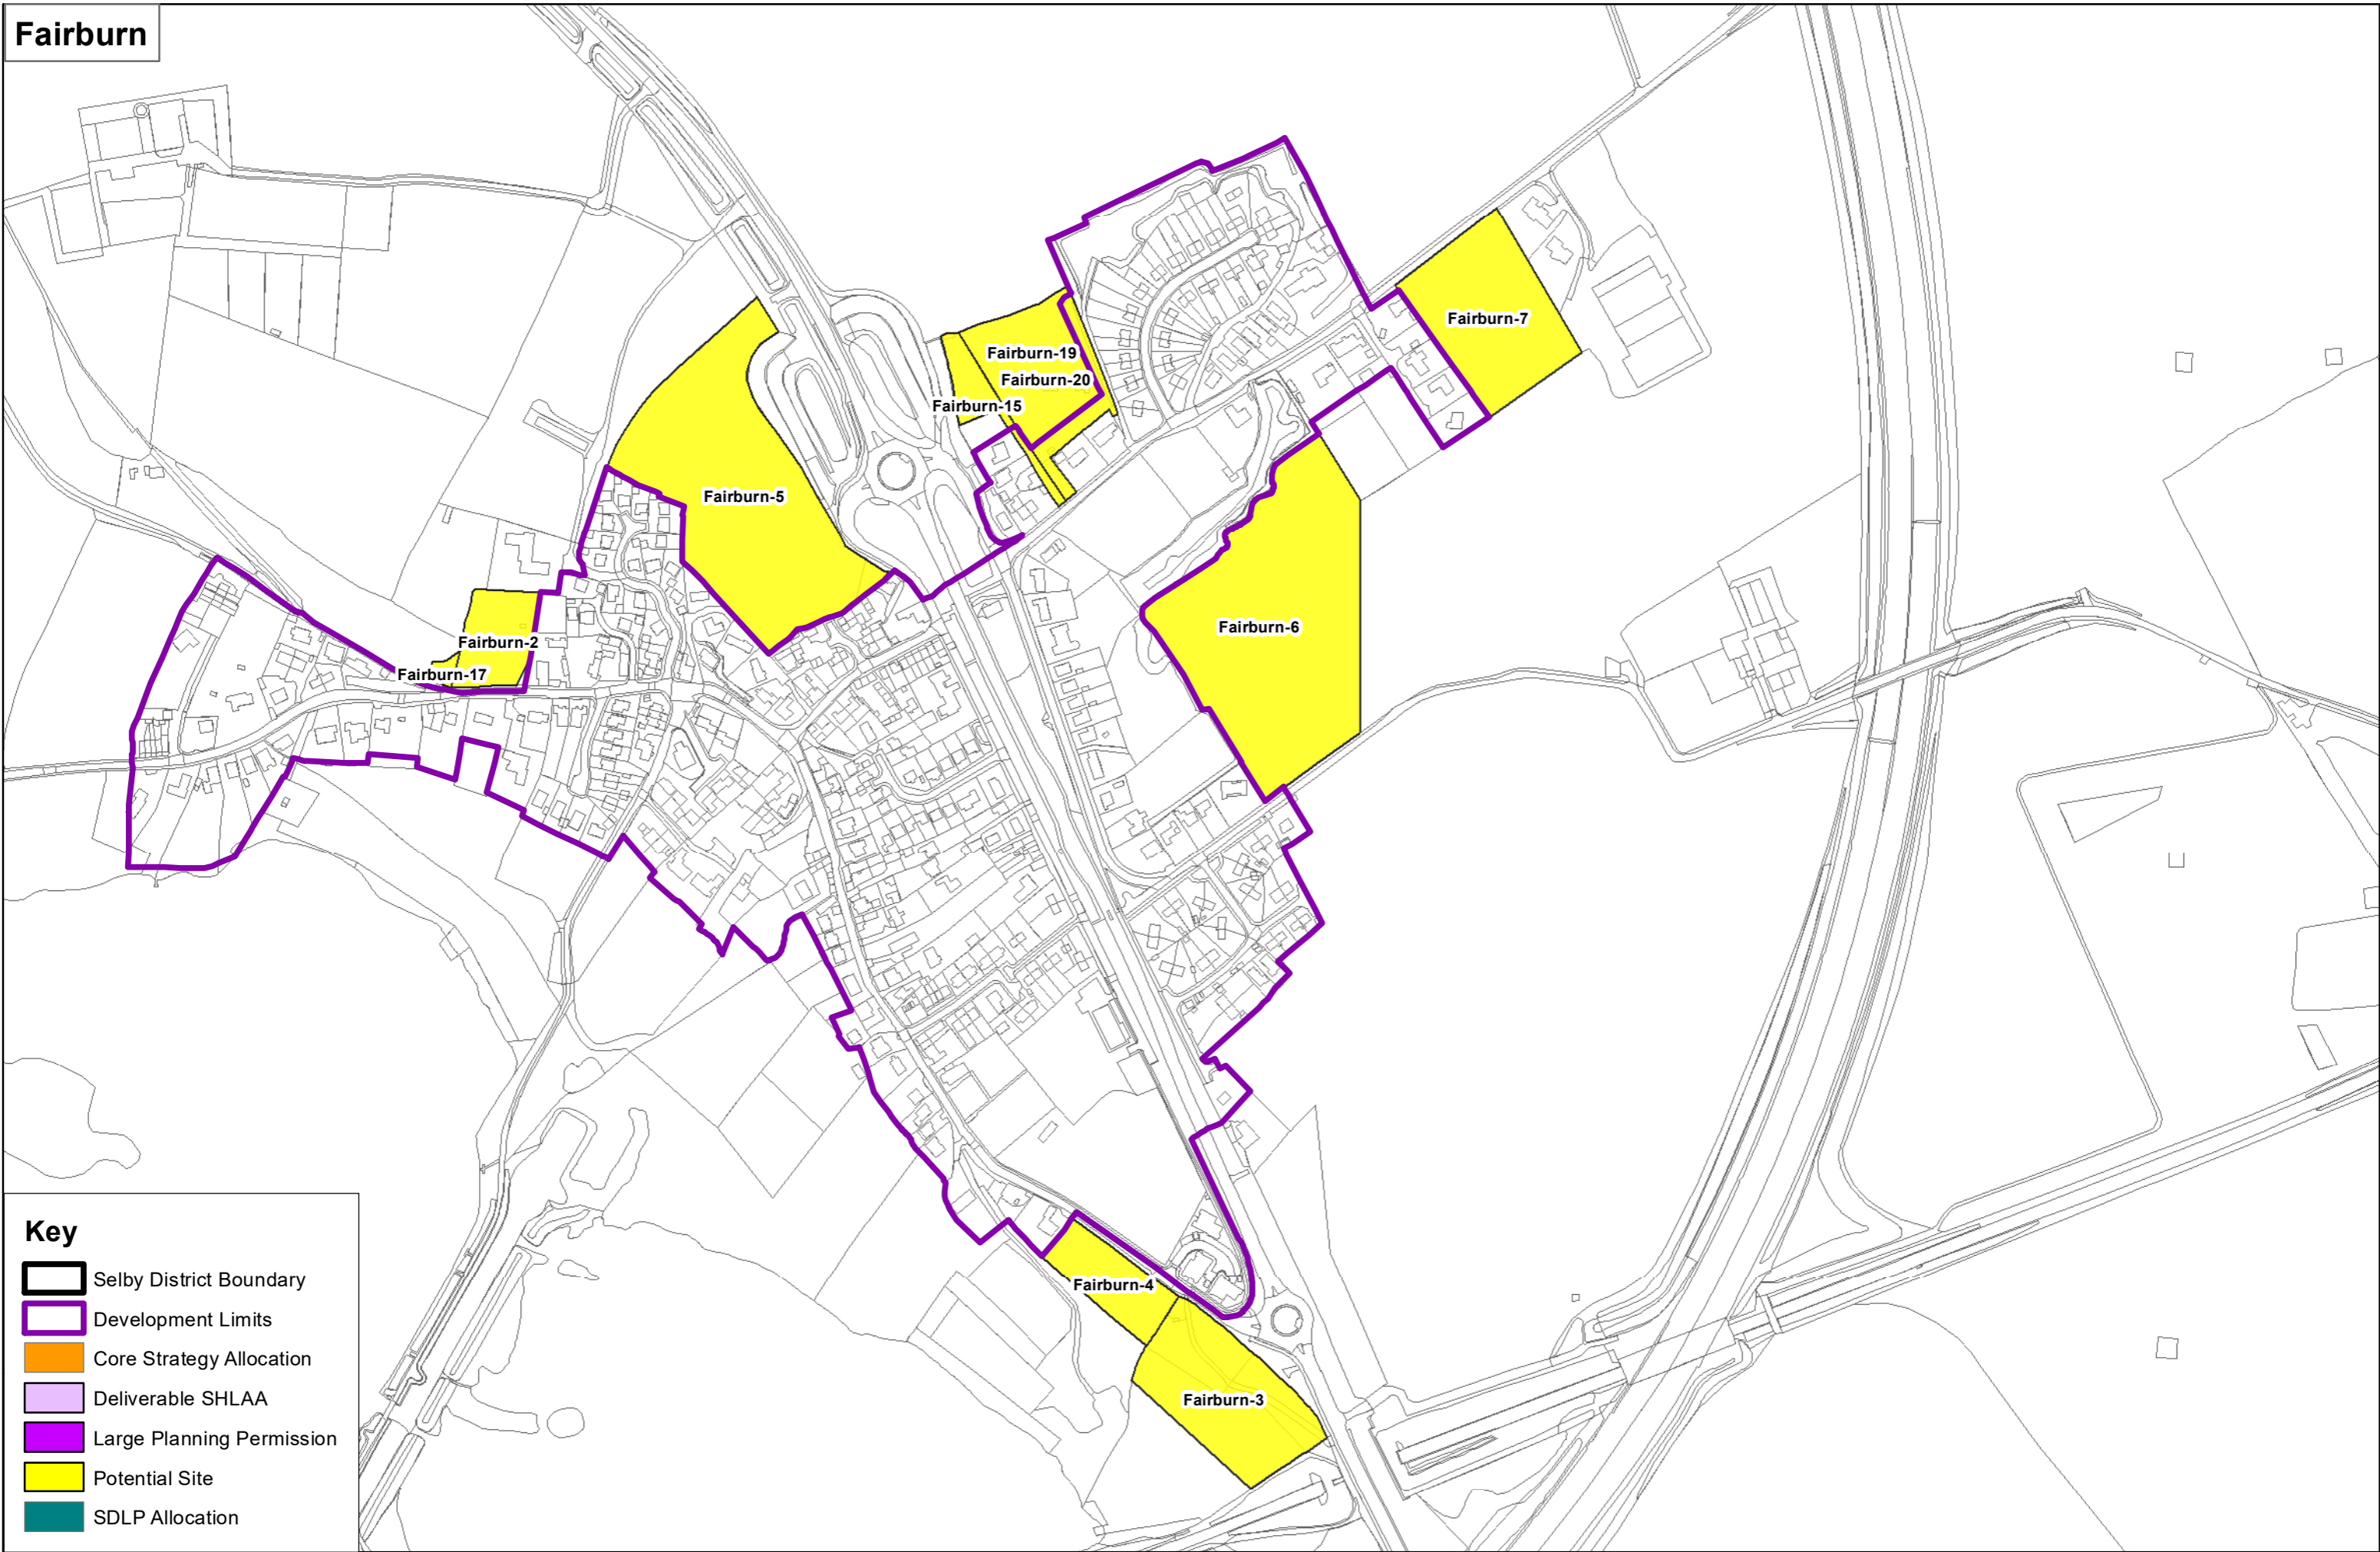 Fairburn
Fairburn-7
Fairburn-19
Fairburn-20
Fairburn-15
Fairburn-5
Fairburn-6
Fairburn-2
Fairburn-17
Fairburn-4
Fairburn-3
Key
Selby District Boundary
Development Limits
Core Strategy Allocation
Deliverable SHLAA
Large Planning Permission
Potential Site
SDLP Allocation